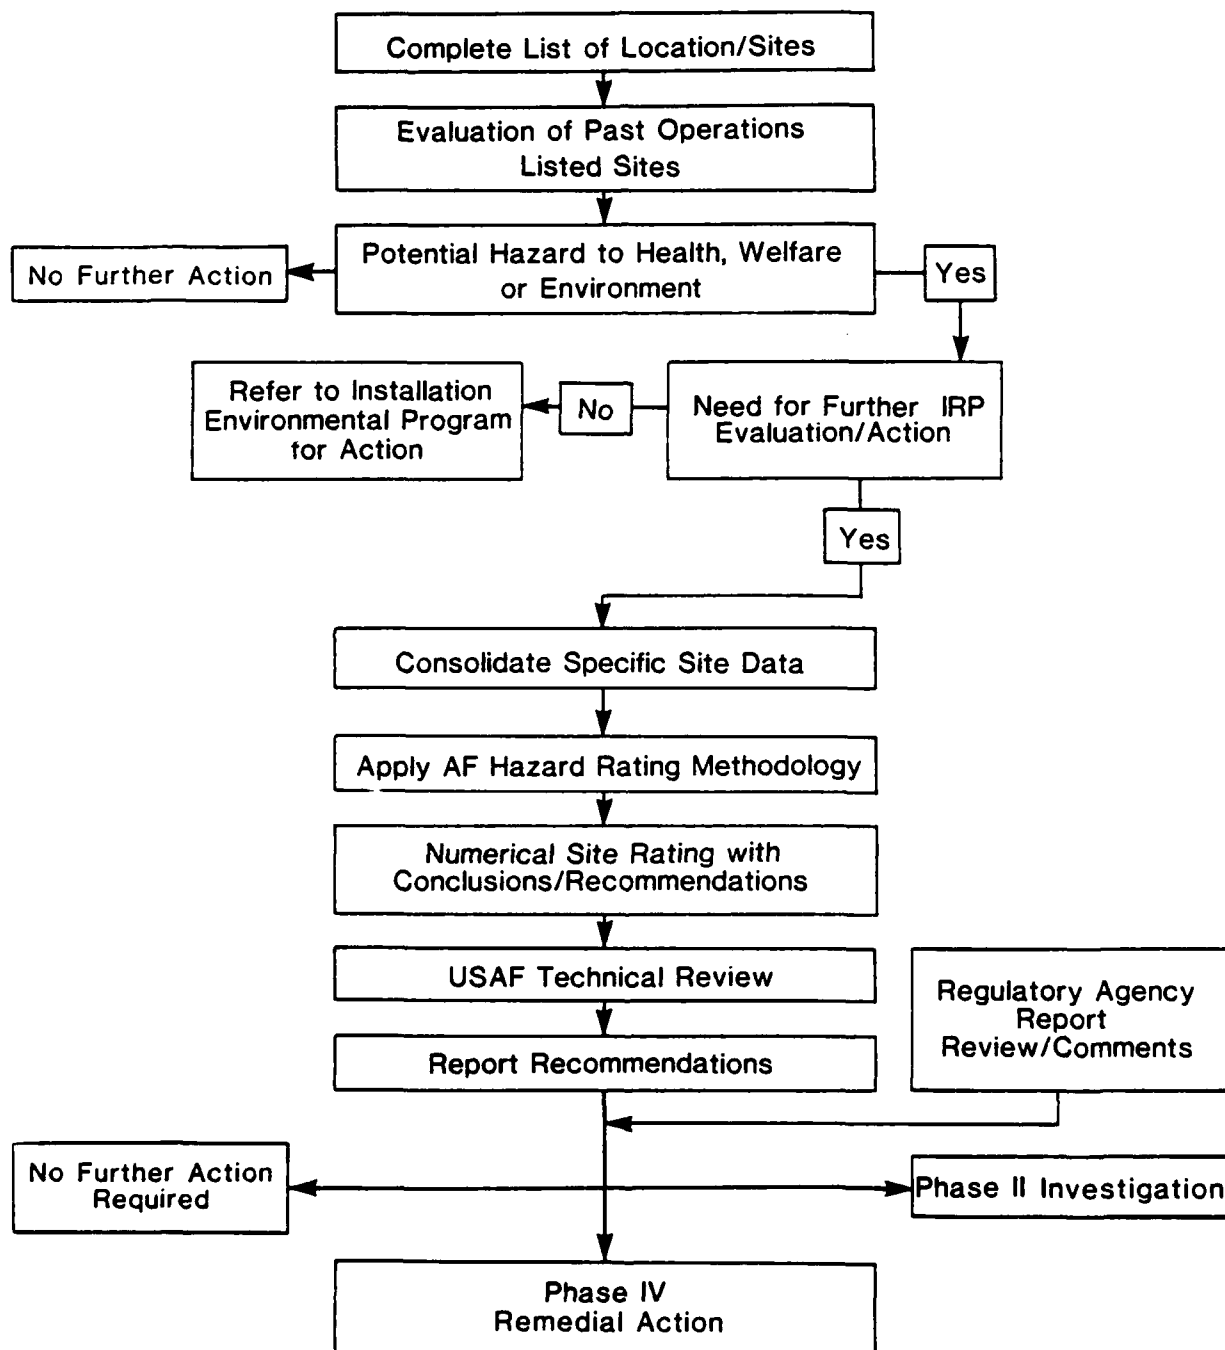 Complete List of Location/Sites
Evaluation of Past Operations
Listed Sites
Potential Hazard to Health, Welfare
or Environment
No Further Action
Yes
Refer to Installation
Environmental Program
for Action
No
Need for Further IRP
Evaluation/Action
Yes
Consolidate Specific Site Data
Apply AF Hazard Rating Methodology
Numerical Site Rating with
Conclusions/Recommendations
USAF Technical Review
Regulatory Agency
Report
Review/Comments
Report Recommendations
No Further Action
Required
Phase II Investigation
Phase IV
Remedial Action